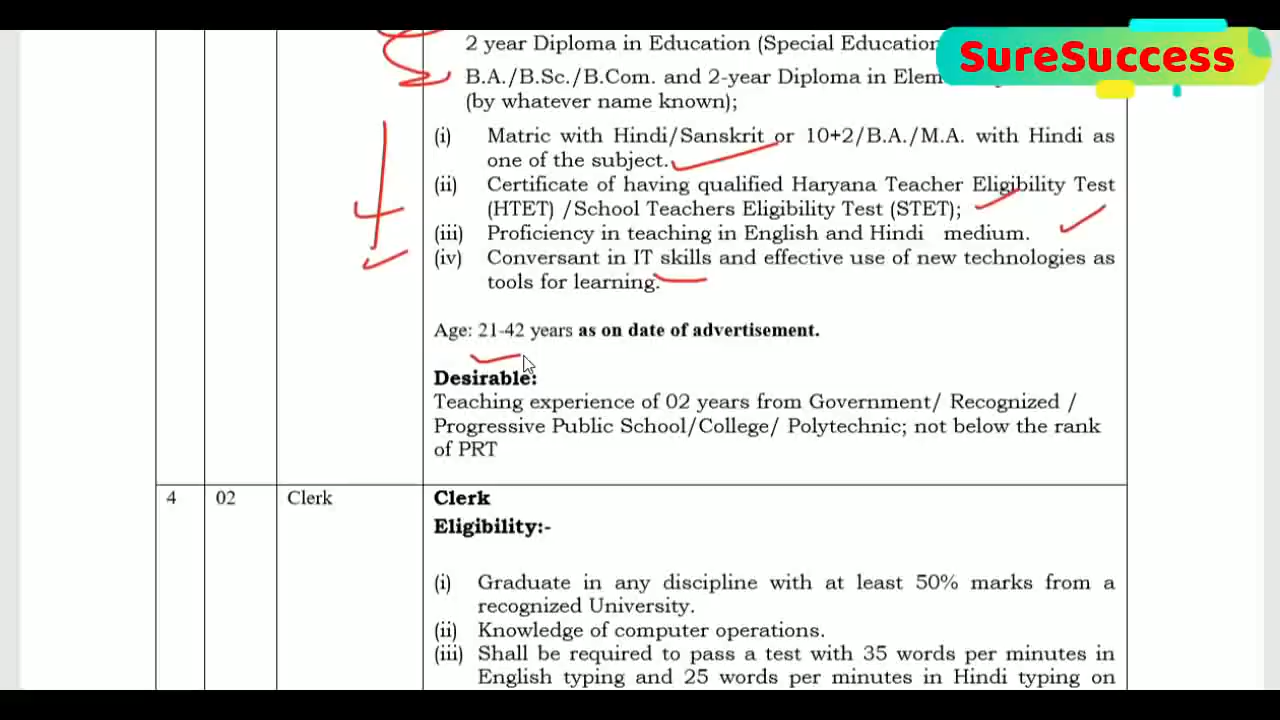 2 year Diploma in Education (Special Education
SureSuccess
B.A./B.Sc./B.Com. and 2-year Diploma in Elem
(by whatever name known);
(i) Matric with Hindi/Sanskrit or 10+2/B.A./M.A. with Hindi as
one of the subject.
(ii) Certificate of having qualified Haryana Teacher Eligibility Test
(HTET) /School Teachers Eligibility Test (STET);
(iii) Proficiency in teaching in English and Hindi medium.
(iv) Conversant in IT skills and effective use of new technologies as
tools for learning.
Age: 21-42 years as on date of advertisement.
Desirable:
Teaching experience of 02 years from Government/ Recognized /
Progressive Public School/College/ Polytechnic; not below the rank
of PRT
4 02 Clerk Clerk
Eligibility:-
(i) Graduate in any discipline with at least 50% marks from a
recognized University.
(ii) Knowledge of computer operations.
(iii) Shall be required to pass a test with 35 words per minutes in
English typing and 25 words per minutes in Hindi typing on